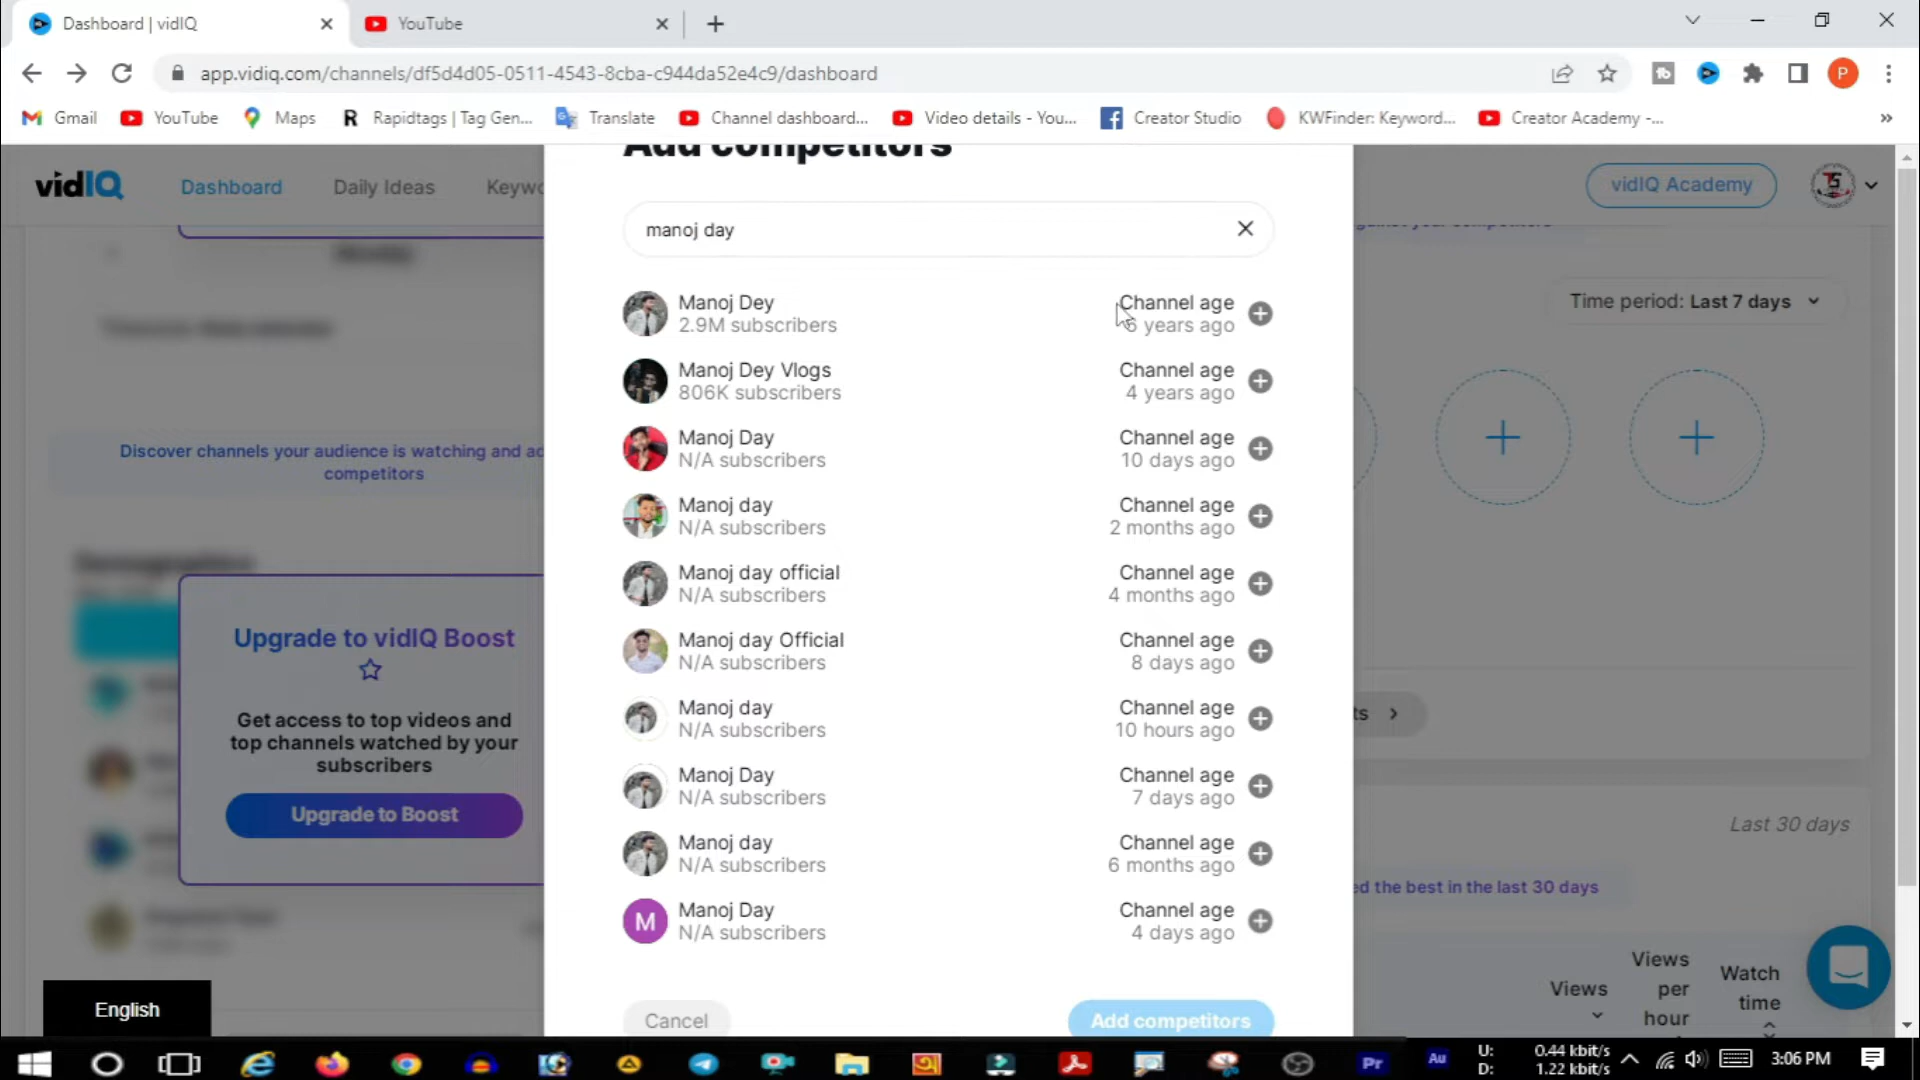 Dashboard | vidIQ
YouTube
app.vidiq.com/channels/df5d4d05-0511-4543-8cba-c944da52e4c9/dashboard
Gmail YouTube Maps Rapidtags | Tag Gen... Translate Channel dashboard... Video details - You... Creator Studio KWFinder: Keyword... Creator Academy -... »
Add competitors
vidIQ Dashboard Daily Ideas Keywo vidIQ Academy
manoj day
Time period: Last 7 days
Manoj Dey Channel age
2.9M subscribers 6 years ago
Manoj Dey Vlogs Channel age
806K subscribers 4 years ago
Manoj Day Channel age
N/A subscribers 10 days ago
Discover channels your audience is watching and ad
competitors
Manoj day Channel age
N/A subscribers 2 months ago
Manoj day official Channel age
N/A subscribers 4 months ago
Demographics
Manoj day Official Channel age
N/A subscribers 8 days ago
Upgrade to vidIQ Boost
Manoj day Channel age
N/A subscribers 10 hours ago
ts
Get access to top videos and
top channels watched by your
subscribers
Manoj Day Channel age
N/A subscribers 7 days ago
Upgrade to Boost
Last 30 days
Manoj day Channel age
N/A subscribers 6 months ago
ed the best in the last 30 days
M
Manoj Day Channel age
N/A subscribers 4 days ago
Views
Views
per
hour
Watch
time
English
Cancel Add competitors
U: 0.44 kbit/s
D: 1.22 kbit/s
3:06 PM